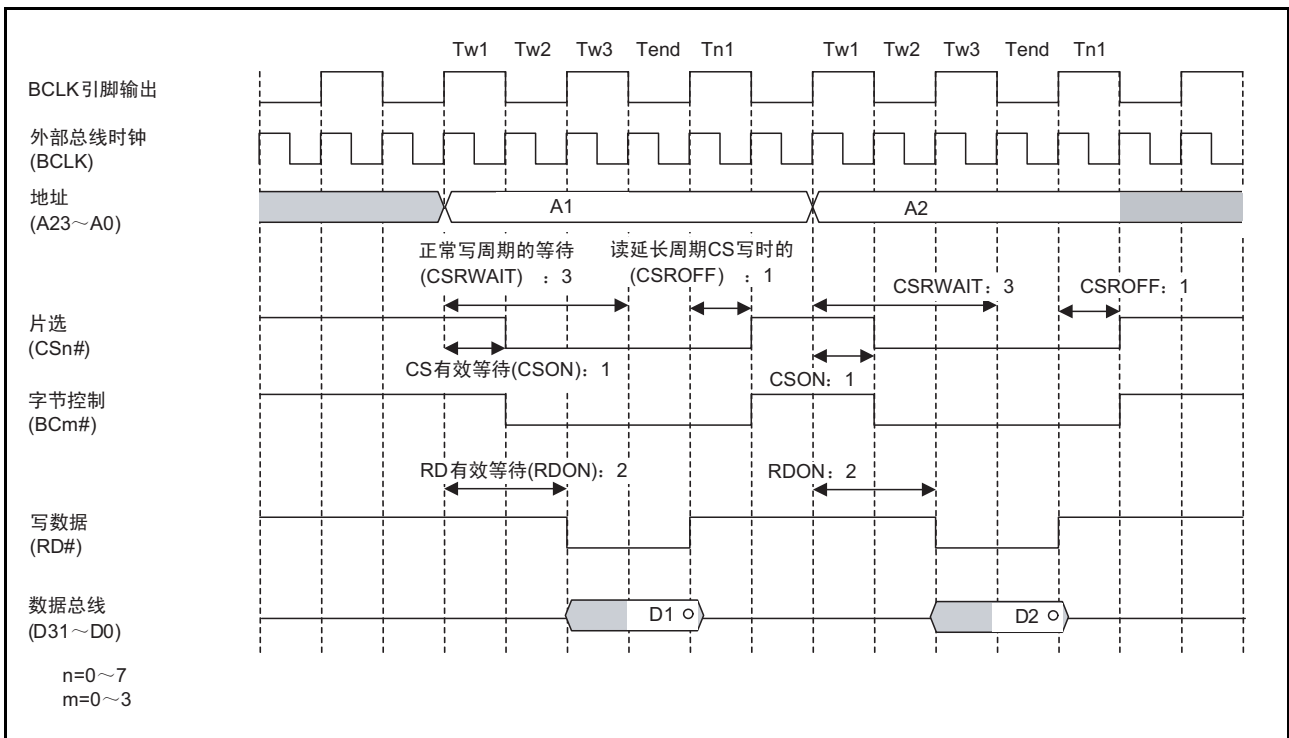 Tw1 Tw2 Tw3 Tend Tn1 Tw1 Tw2 Tw3 Tend Tn1
BCLK引脚输出
外部总线时钟
(BCLK)
地址
(A23～A0)
A1
A2
正常写周期的等待
(CSRWAIT) ：3
读延长周期CS写时的
(CSROFF) ：1
CSRWAIT：3
CSROFF：1
片选
(CSn#)
CS有效等待(CSON)：1
CSON：1
字节控制
(BCm#)
RD有效等待(RDON)：2
RDON：2
写数据
(RD#)
数据总线
(D31～D0)
D1
D2
n=0～7
m=0～3